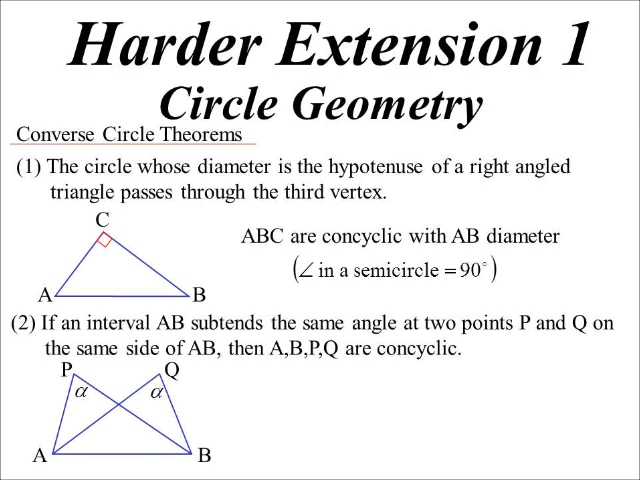 Harder Extension 1
Circle Geometry
Converse Circle Theorems
(1) The circle whose diameter is the hypotenuse of a right angled
triangle passes through the third vertex.
C
ABC are concyclic with AB diameter
(∠ in a semicircle = 90°)
A B
(2) If an interval AB subtends the same angle at two points P and Q on
the same side of AB, then A,B,P,Q are concyclic.
P Q
α α
A B